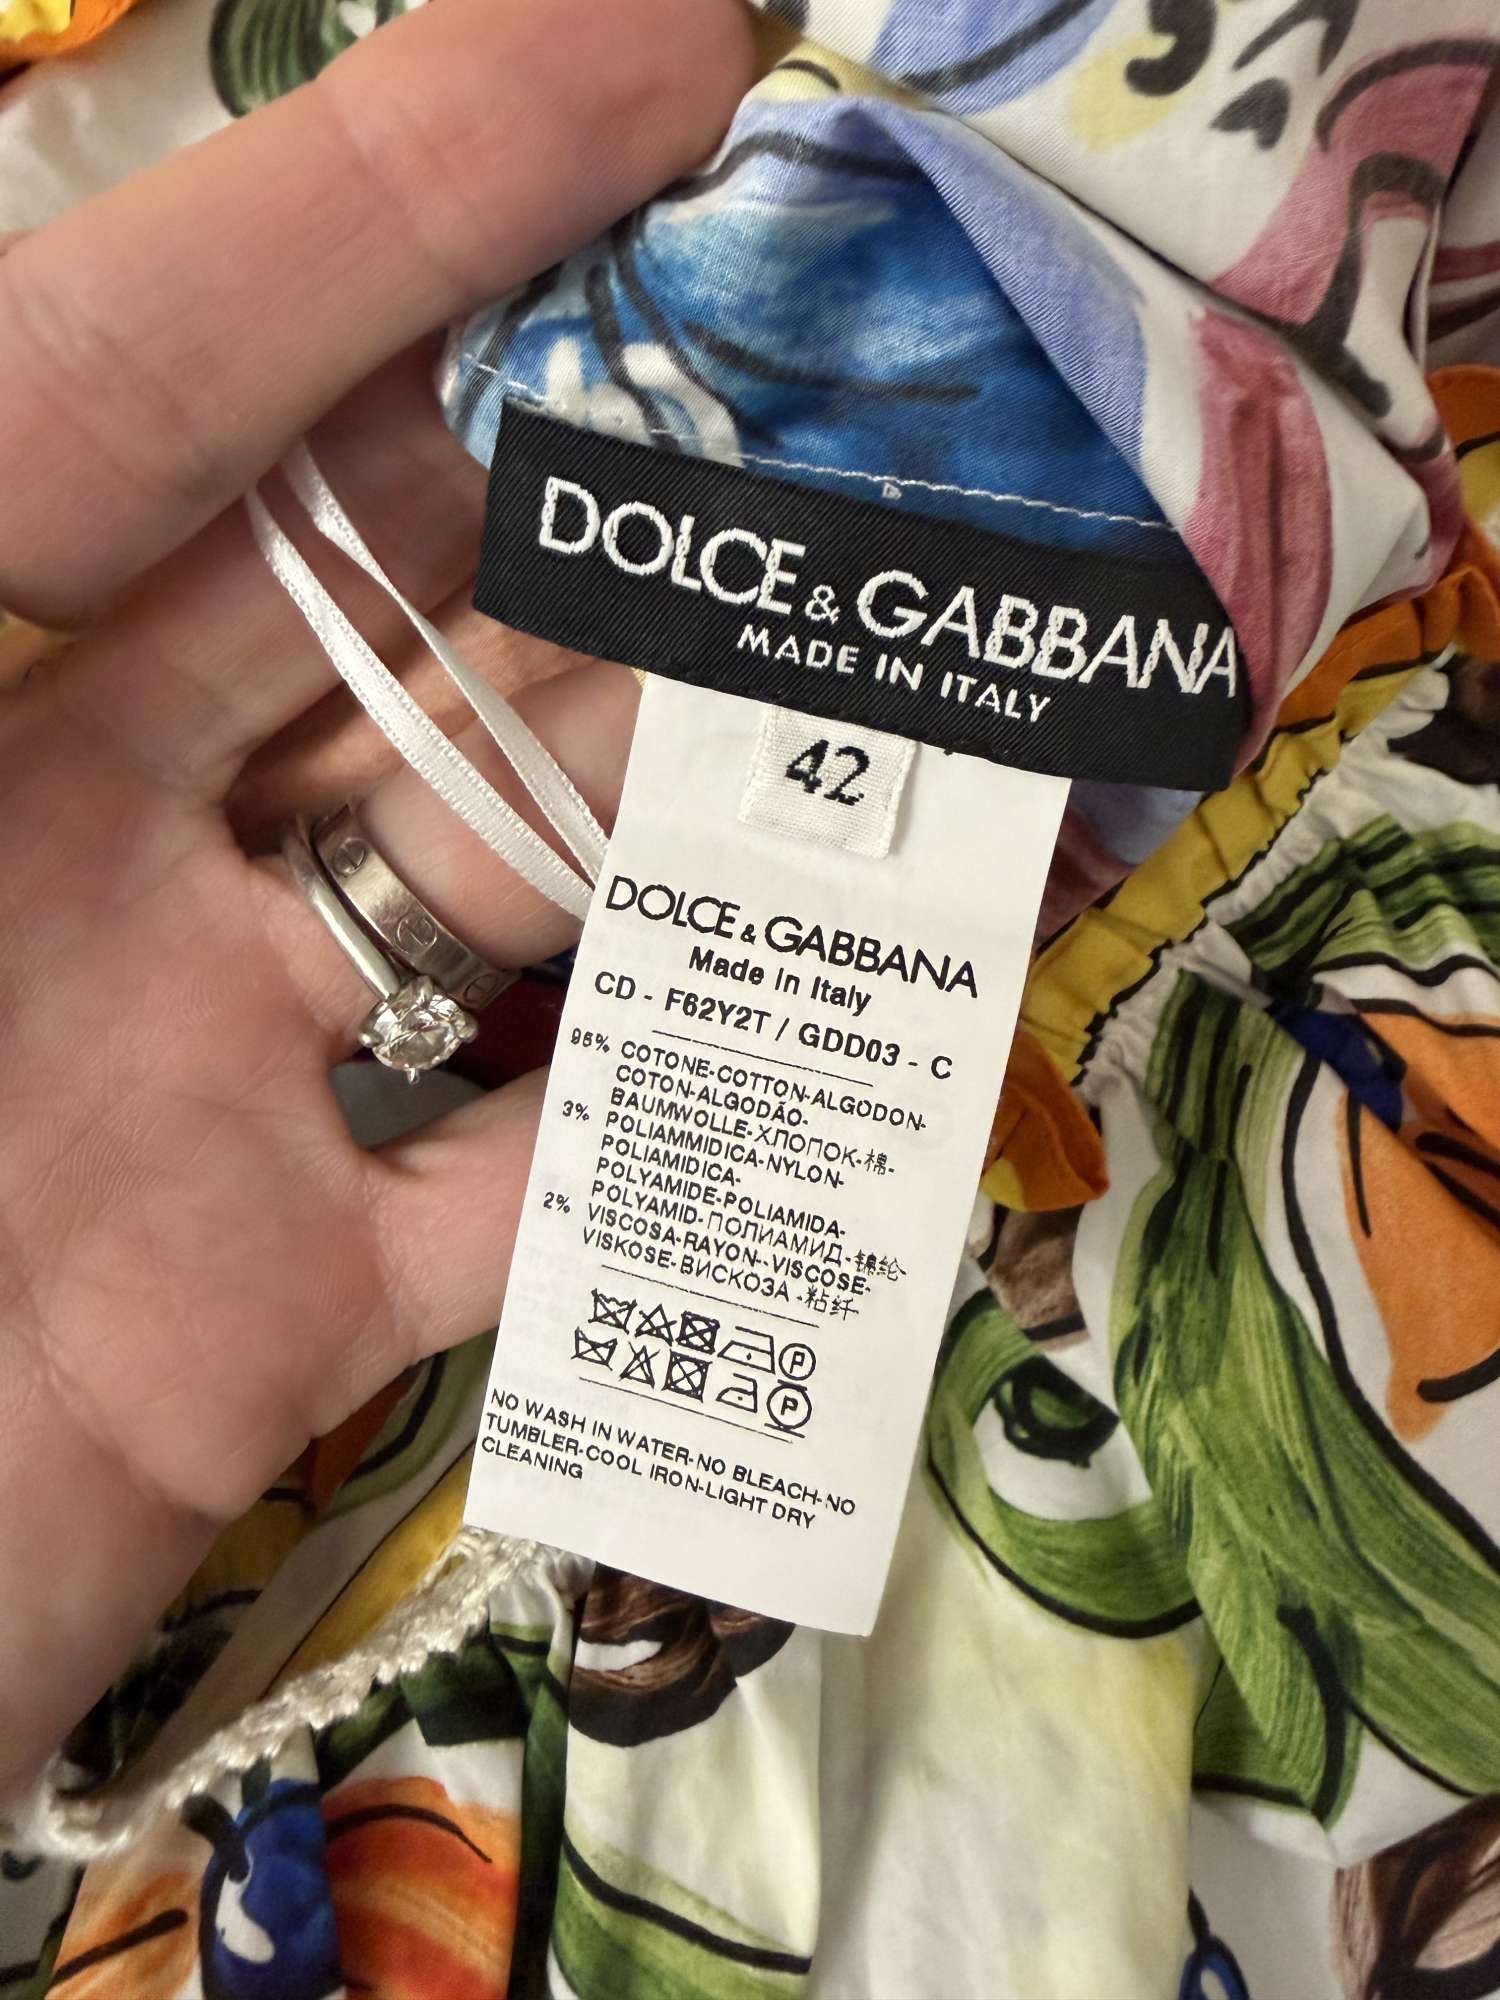 DOLCE & GABBANA
MADE IN ITALY
42
DOLCE & GABBANA
Made in Italy
CD - F62Y2T / GDD03 - C
95% COTONE-COTTON-ALGODON-
COTON-ALGODÃO-
BAUMWOLLE-ХЛОПОК-棉-
3% POLIAMMIDICA-NYLON-
POLIAMIDICA-
POLYAMIDE-POLIAMIDA-
POLYAMID-ПОЛИАМИД-锦纶-
2% VISCOSA-RAYON--VISCOSE-
VISKOSE-ВИСКОЗА -粘纤-
P
P
NO WASH IN WATER-NO BLEACH-NO
TUMBLER-COOL IRON-LIGHT DRY
CLEANING